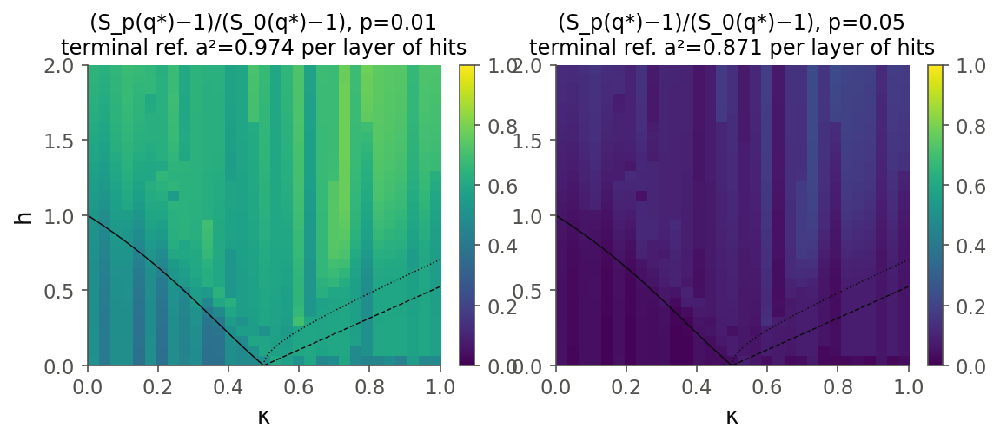 (S_p(q*)−1)/(S_0(q*)−1), p=0.01
terminal ref. a²=0.974 per layer of hits
(S_p(q*)−1)/(S_0(q*)−1), p=0.05
terminal ref. a²=0.871 per layer of hits
h
2.0
1.5
1.0
0.5
0.0
0.0 0.2 0.4 0.6 0.8 1.0
κ
1.0
0.8
0.6
0.4
0.2
0.0
2.0
1.5
1.0
0.5
0.0
0.0 0.2 0.4 0.6 0.8 1.0
κ
1.0
0.8
0.6
0.4
0.2
0.0